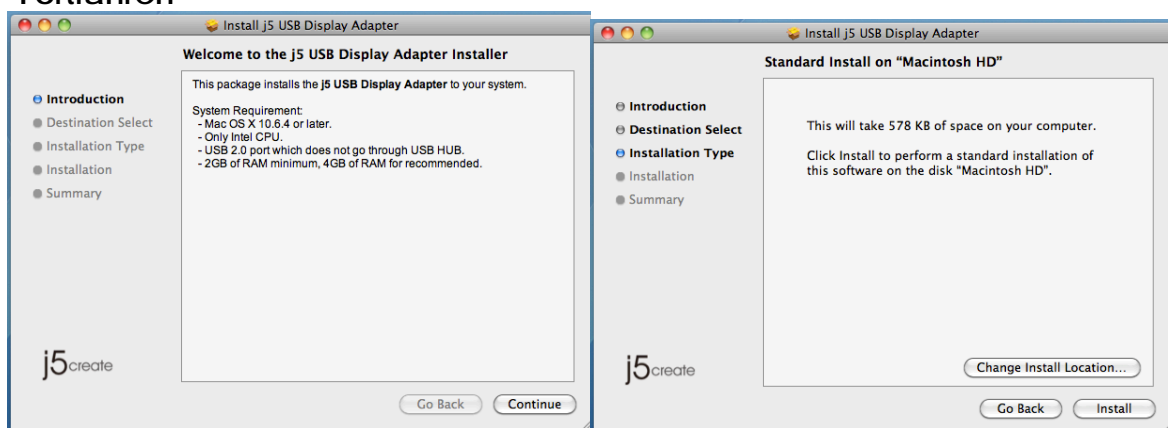 Install j5 USB Display Adapter
Welcome to the j5 USB Display Adapter Installer
Introduction
Destination Select
Installation Type
Installation
Summary
This package installs the j5 USB Display Adapter to your system.
System Requirement:
- Mac OS X 10.6.4 or later.
- Only Intel CPU.
- USB 2.0 port which does not go through USB HUB.
- 2GB of RAM minimum, 4GB of RAM for recommended.
j5create
Go Back
Continue
Install j5 USB Display Adapter
Standard Install on “Macintosh HD”
Introduction
Destination Select
Installation Type
Installation
Summary
This will take 578 KB of space on your computer.
Click Install to perform a standard installation of
this software on the disk “Macintosh HD”.
Change Install Location...
j5create
Go Back
Install